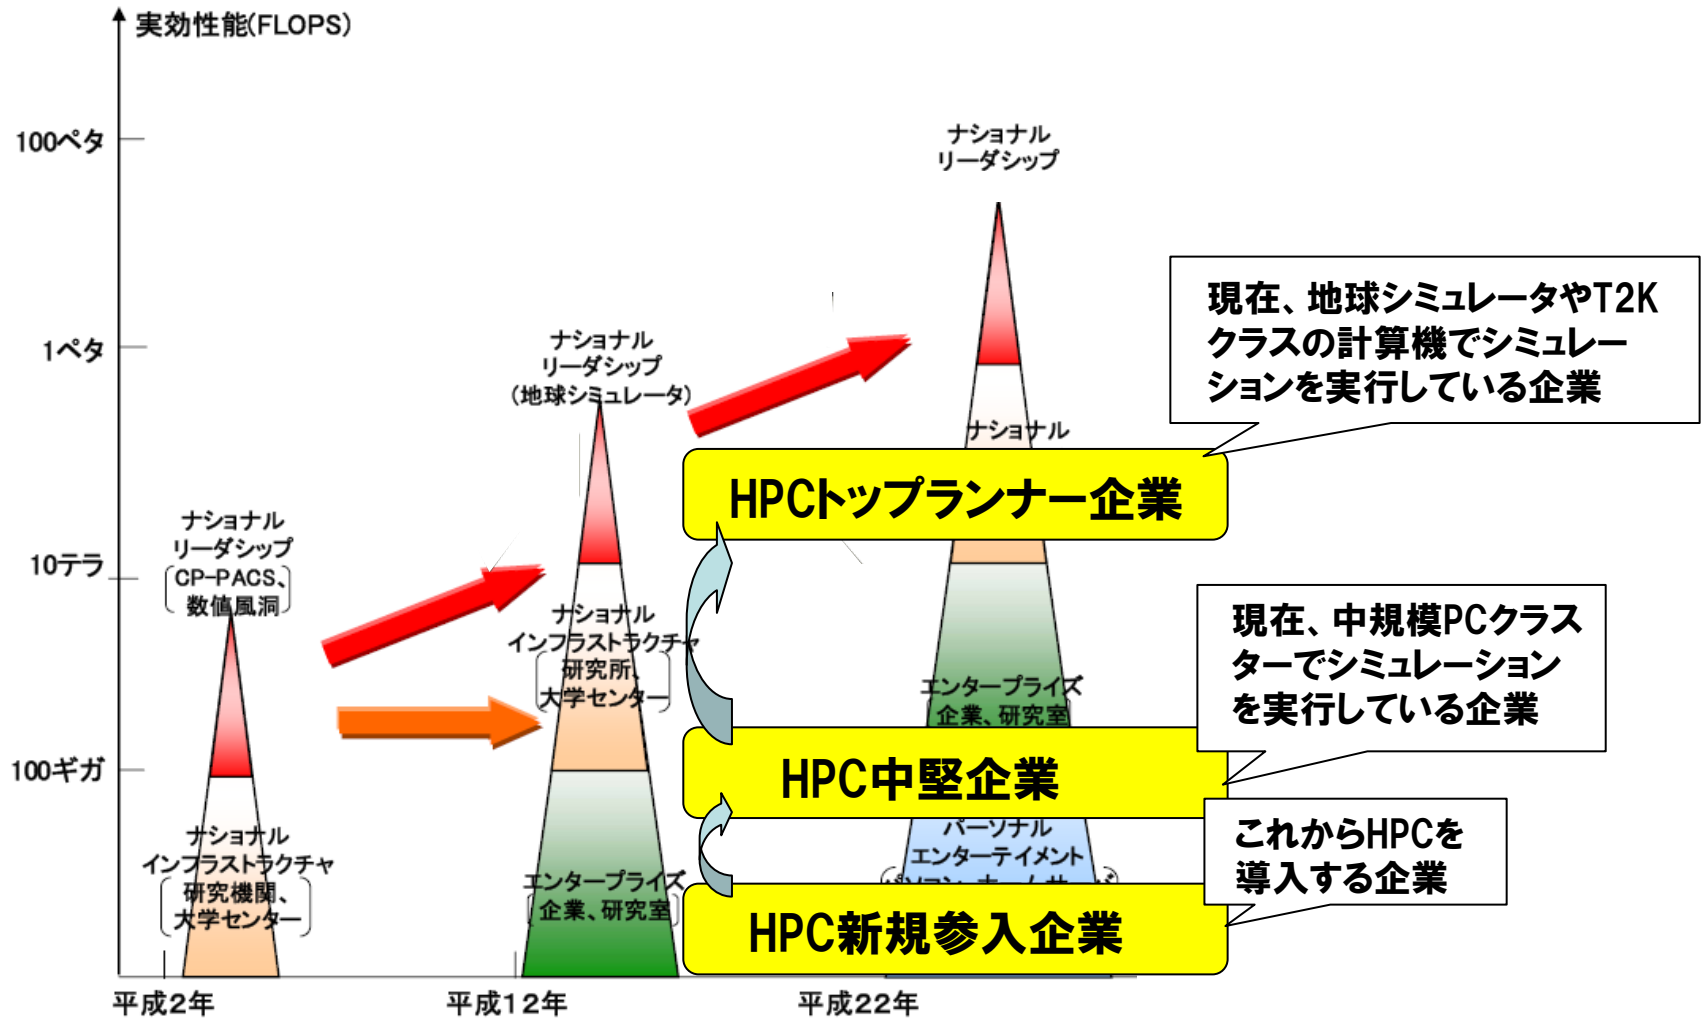 実効性能(FLOPS)
100ペタ
1ペタ
10テラ
100ギガ
平成2年
平成12年
平成22年
ナショナル
リーダシップ
CP-PACS、
数値風洞
ナショナル
インフラストラクチャ
研究機関、
大学センター
ナショナル
リーダシップ
(地球シミュレータ)
ナショナル
インフラストラクチャ
研究所、
大学センター
エンタープライズ
企業、研究室
ナショナル
リーダシップ
ナショナル
エンタープライズ
企業、研究室
パーソナル
エンターテイメント
HPCトップランナー企業
HPC中堅企業
HPC新規参入企業
現在、地球シミュレータやT2K
クラスの計算機でシミュレー
ションを実行している企業
現在、中規模PCクラス
ターでシミュレーション
を実行している企業
これからHPCを
導入する企業